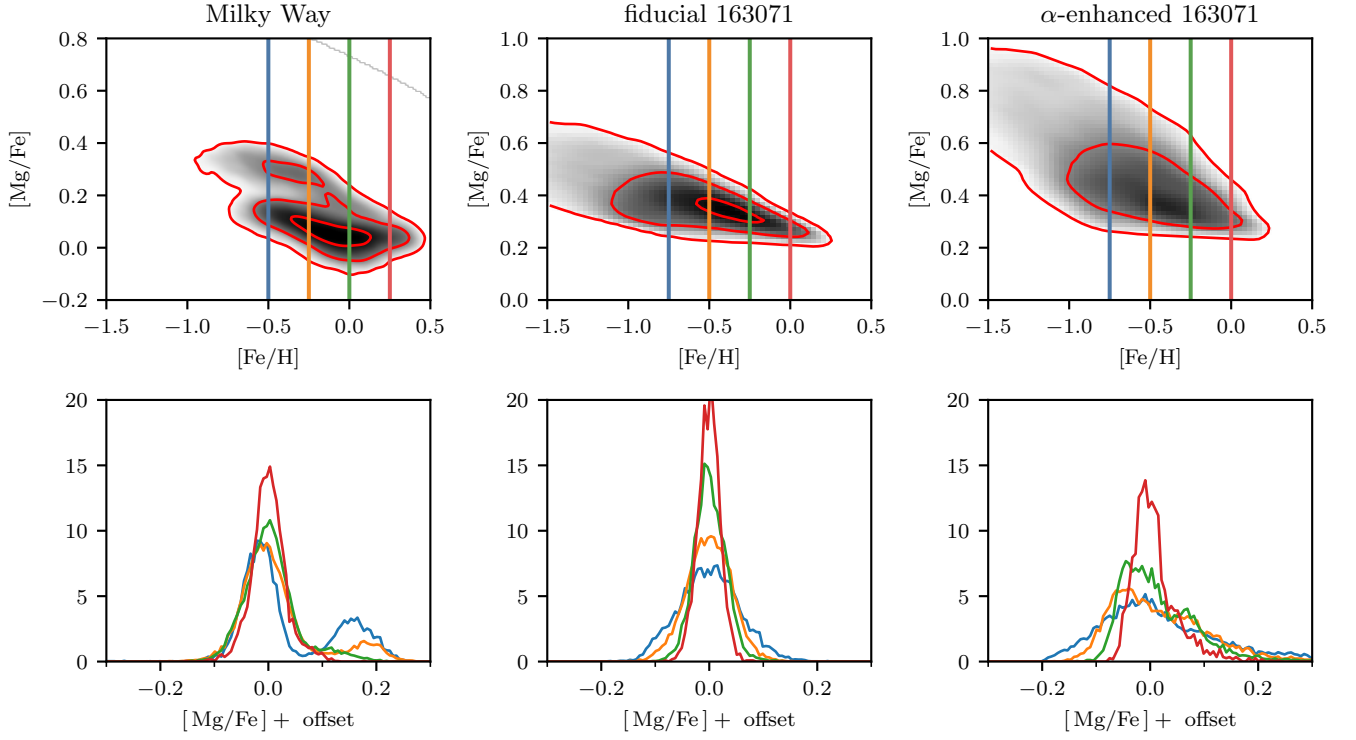 Milky Way
fiducial 163071
α-enhanced 163071
0.8
0.6
0.4
0.2
0.0
−0.2
[Mg/Fe]
−1.5 −1.0 −0.5 0.0 0.5
[Fe/H]
1.0
0.8
0.6
0.4
0.2
0.0
[Mg/Fe]
−1.5 −1.0 −0.5 0.0 0.5
[Fe/H]
1.0
0.8
0.6
0.4
0.2
0.0
[Mg/Fe]
−1.5 −1.0 −0.5 0.0 0.5
[Fe/H]
20
15
10
5
0
−0.2 0.0 0.2
[Mg/Fe] + offset
20
15
10
5
0
−0.2 0.0 0.2
[Mg/Fe] + offset
20
15
10
5
0
−0.2 0.0 0.2
[Mg/Fe] + offset